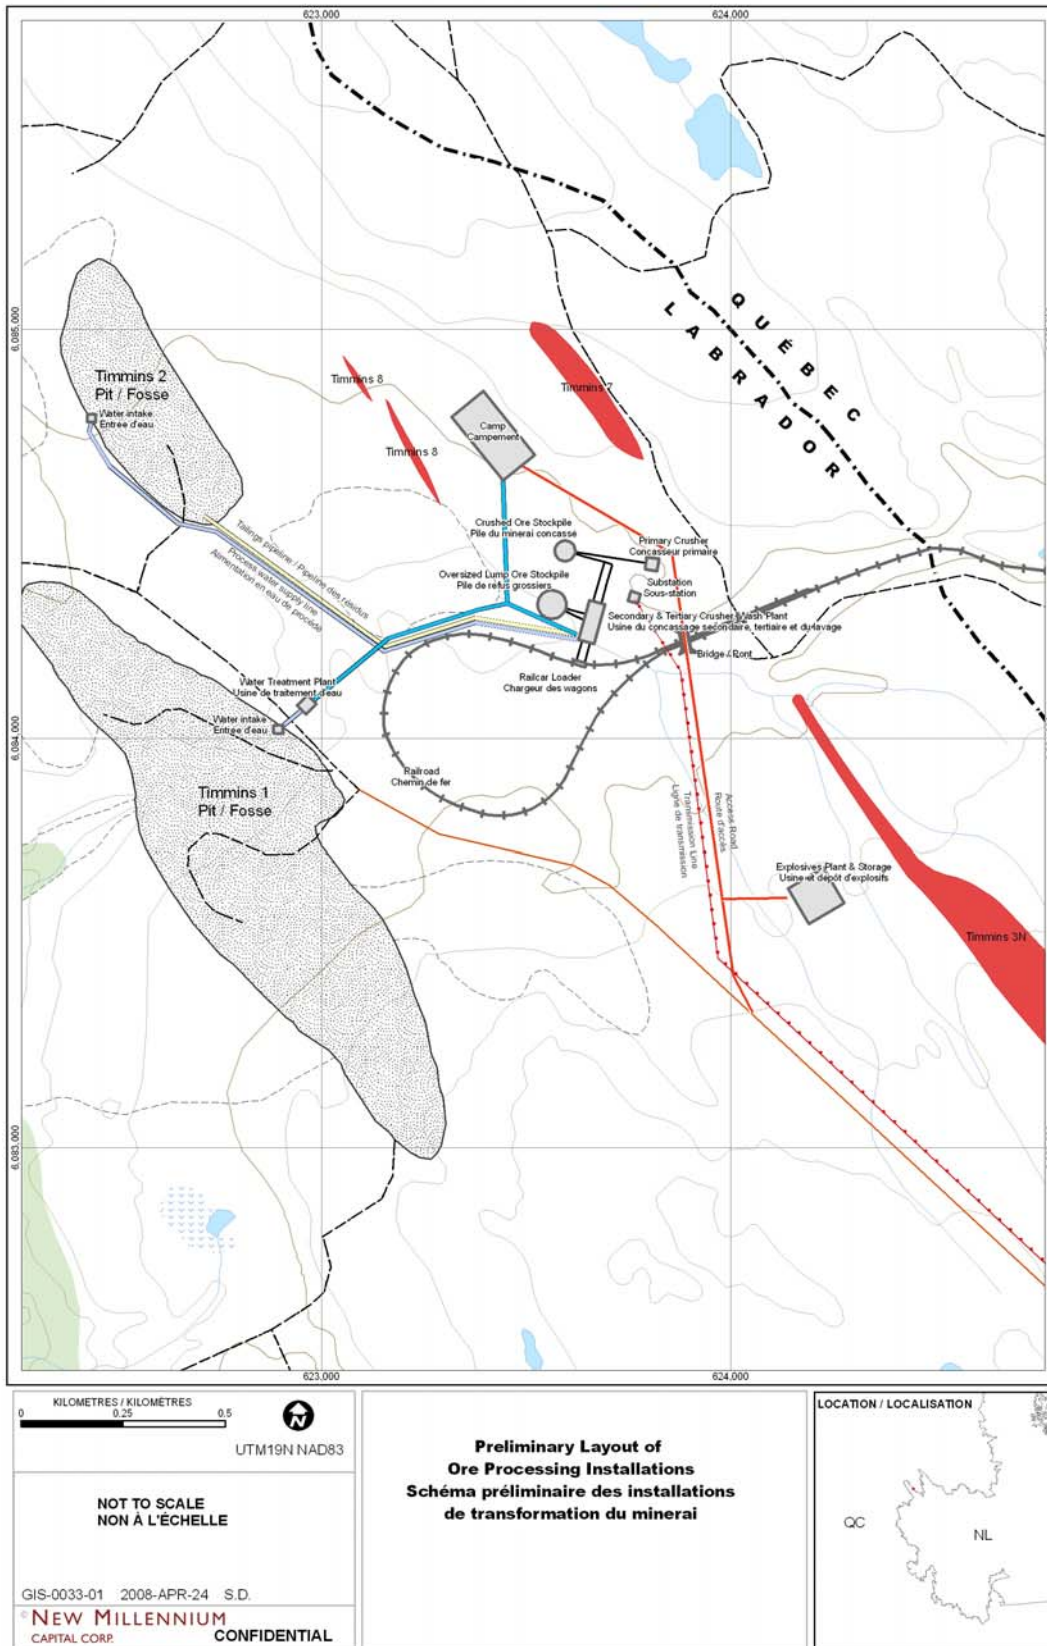 623,000
624,000
QUÉBEC
LABRADOR
6,085,000
Timmins 2
Pit / Fosse
Water intake
Entrée d'eau
Timmins 8
Timmins 7
Timmins 8
Camp
Campement
Crushed Ore Stockpile
Pile du minerai concassé
Primary Crusher
Concasseur primaire
Oversized Lump Ore Stockpile
Pile de refus grossiers
Substation
Sous-station
Tailings pipeline / Pipeline des résidus
Process water supply line
Alimentation en eau de procédé
Secondary & Tertiary Crusher Wash Plant
Usine du concassage secondaire, tertiaire et du lavage
Bridge / Pont
Railcar Loader
Chargeur des wagons
Water Treatment Plant
Usine de traitement d'eau
Water intake
Entrée d'eau
6,084,000
Railroad
Chemin de fer
Timmins 1
Pit / Fosse
Access Road
Route d'accès
Transmission Line
Ligne de transmission
Explosives Plant & Storage
Usine et dépôt d'explosifs
Timmins 3N
6,083,000
623,000
624,000
KILOMETRES / KILOMÈTRES
0 0.25 0.5
N
UTM19N NAD83
NOT TO SCALE
NON À L'ÉCHELLE
GIS-0033-01 2008-APR-24 S.D.
© NEW MILLENNIUM
CAPITAL CORP.
CONFIDENTIAL
Preliminary Layout of
Ore Processing Installations
Schéma préliminaire des installations
de transformation du minerai
LOCATION / LOCALISATION
QC
NL